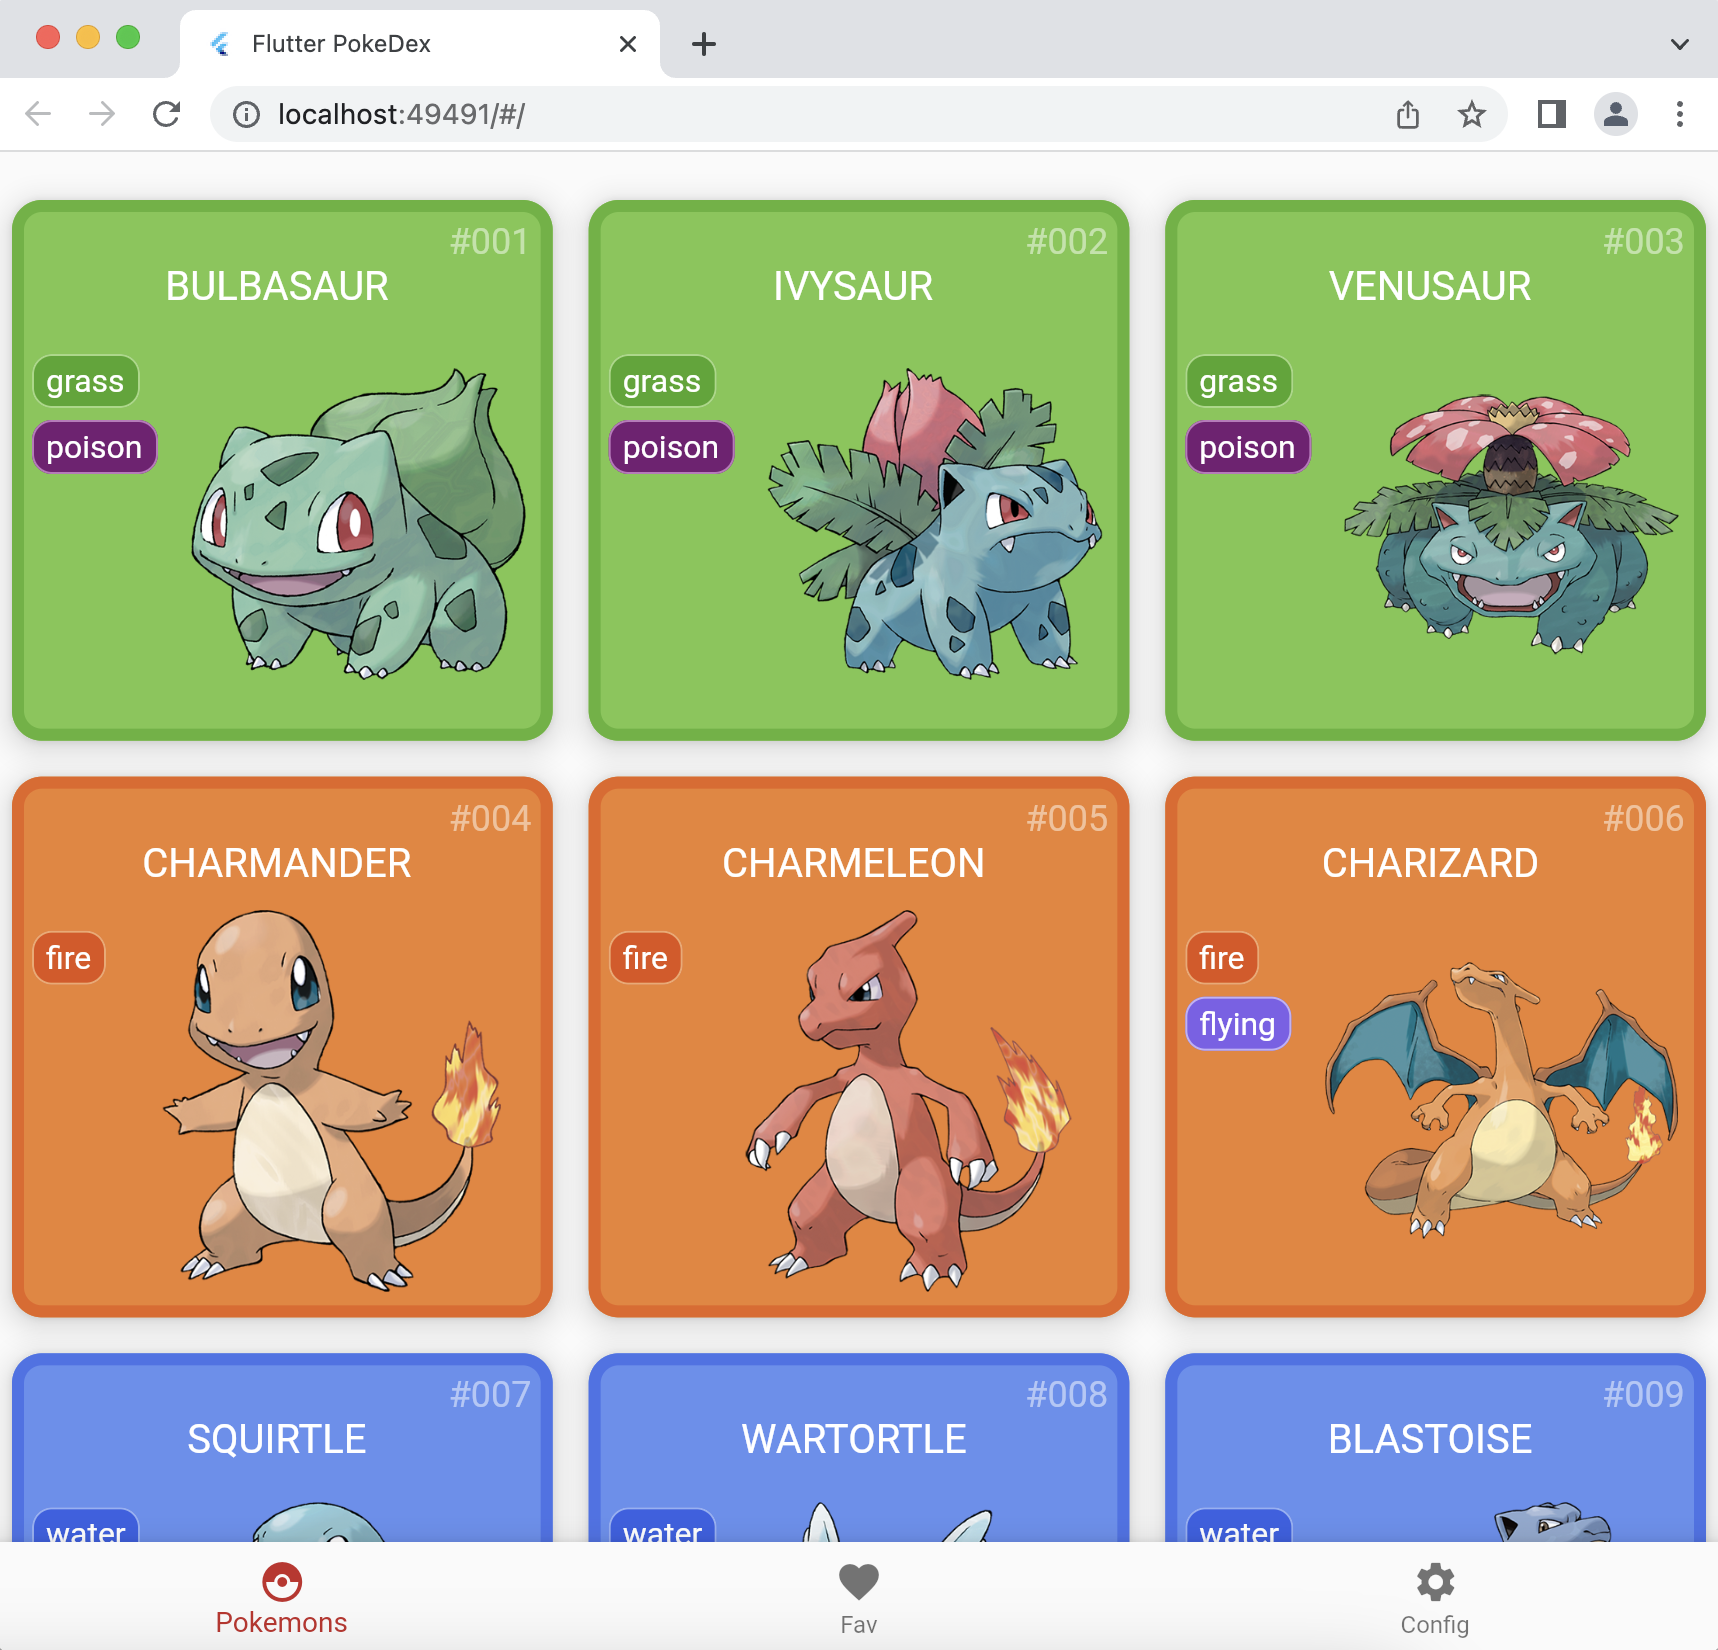 Flutter PokeDex
localhost:49491/#/
#001
BULBASAUR
grass
poison
#002
IVYSAUR
grass
poison
#003
VENUSAUR
grass
poison
#004
CHARMANDER
fire
#005
CHARMELEON
fire
#006
CHARIZARD
fire
flying
#007
SQUIRTLE
water
#008
WARTORTLE
water
#009
BLASTOISE
water
Pokemons
Fav
Config